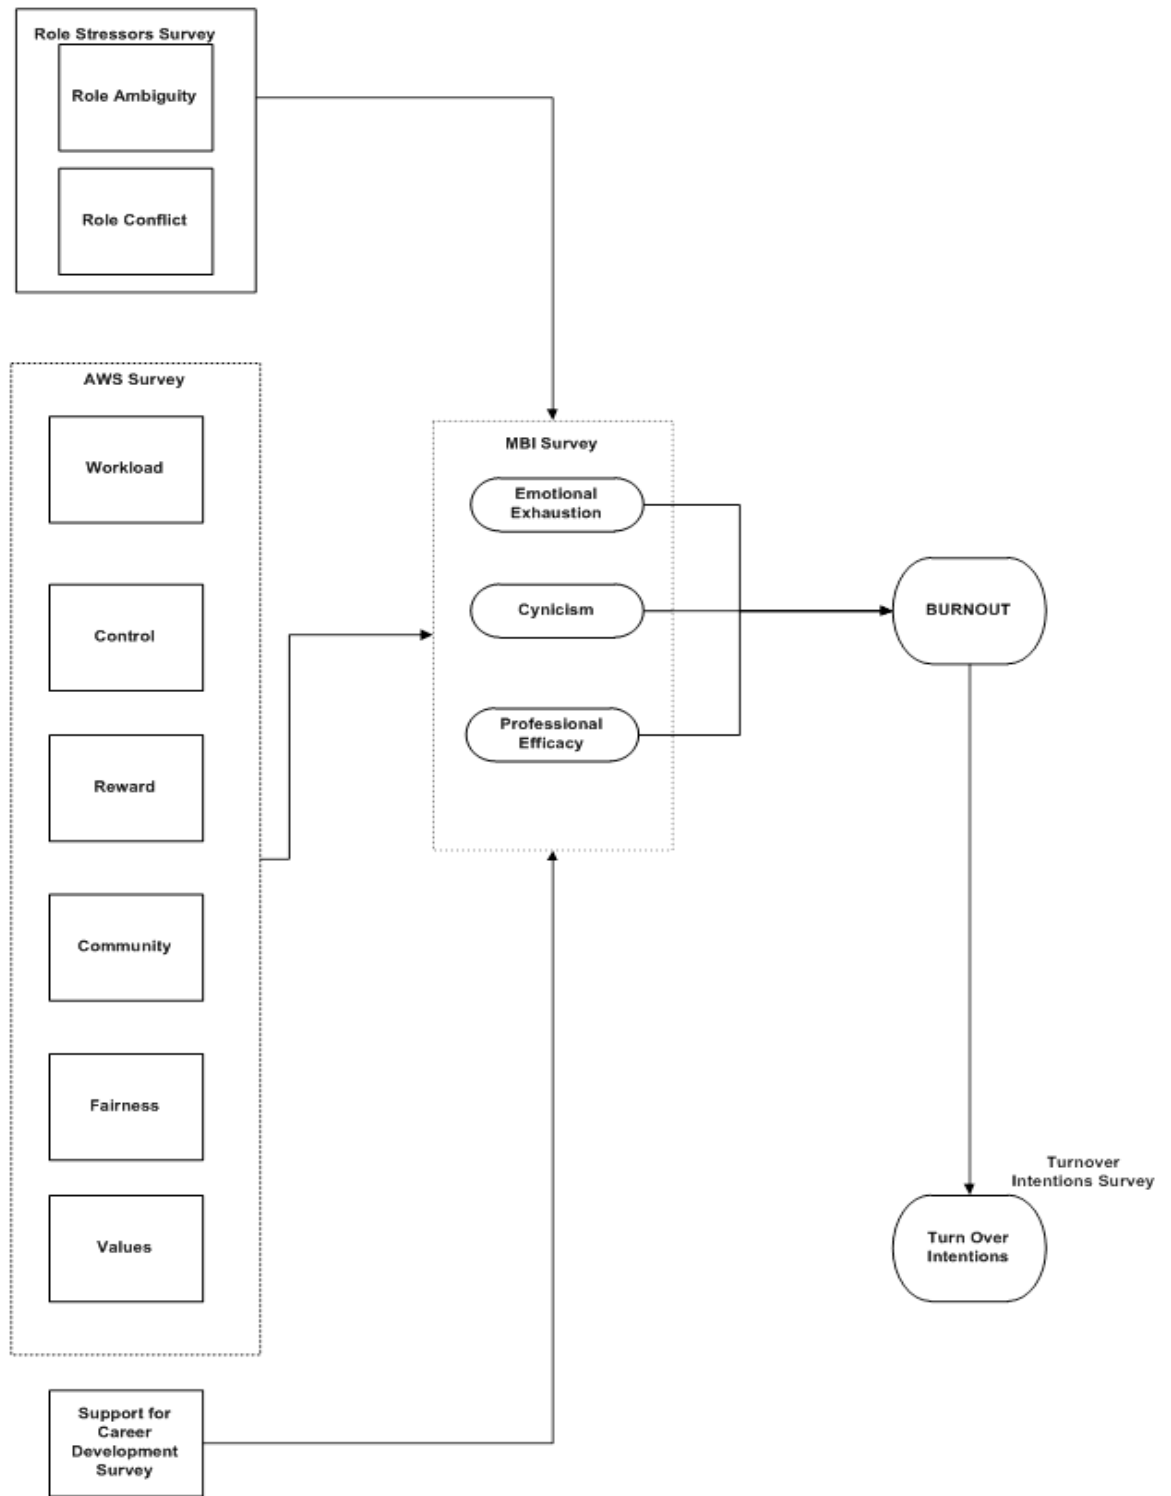 Role Stressors Survey
Role Ambiguity
Role Conflict
AWS Survey
Workload
Control
Reward
Community
Fairness
Values
Support for
Career
Development
Survey
MBI Survey
Emotional
Exhaustion
Cynicism
Professional
Efficacy
BURNOUT
Turnover
Intentions Survey
Turn Over
Intentions